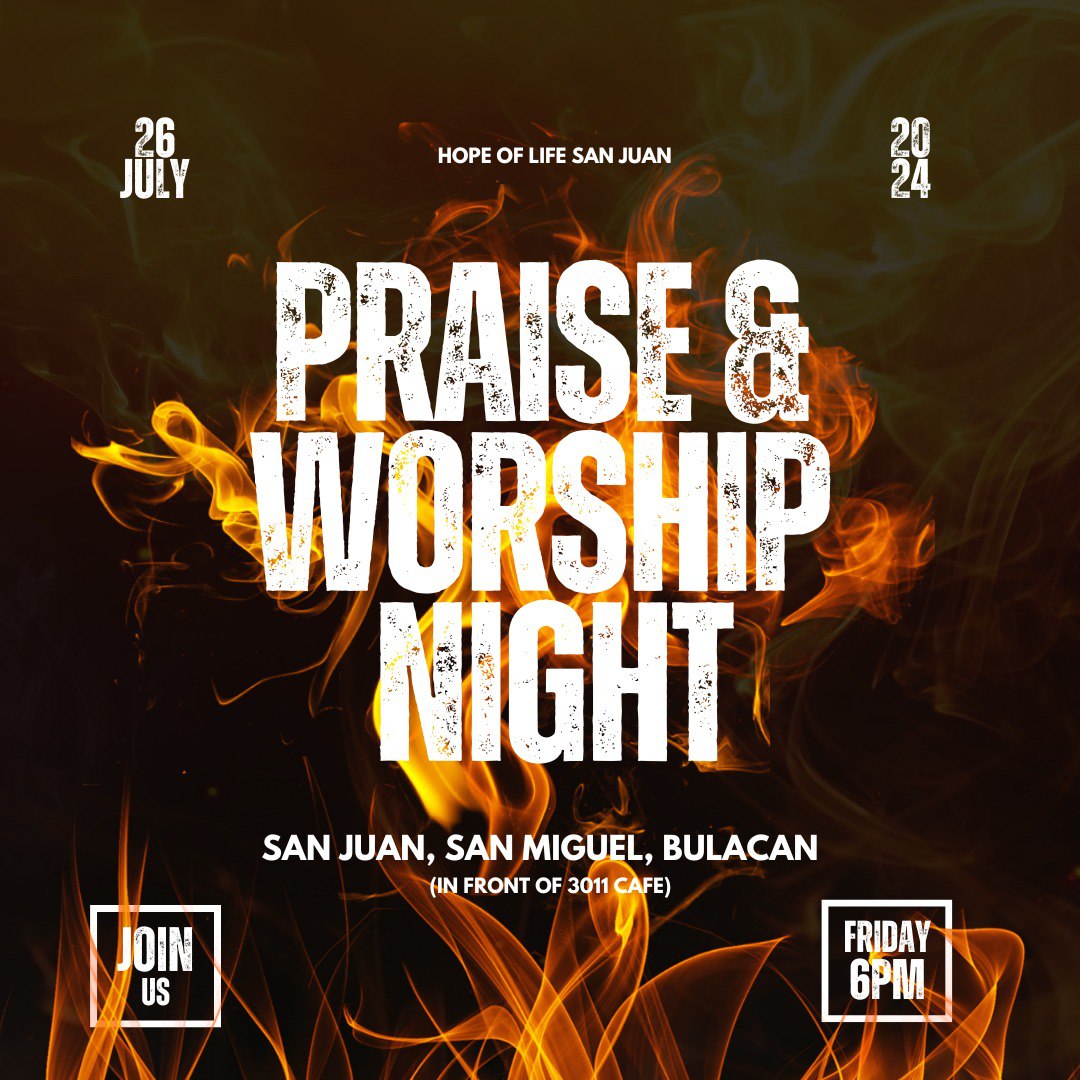 26
JULY
HOPE OF LIFE SAN JUAN
20
24
PRAISE &
WORSHIP
NIGHT
SAN JUAN, SAN MIGUEL, BULACAN
(IN FRONT OF 3011 CAFE)
JOIN
US
FRIDAY
6PM